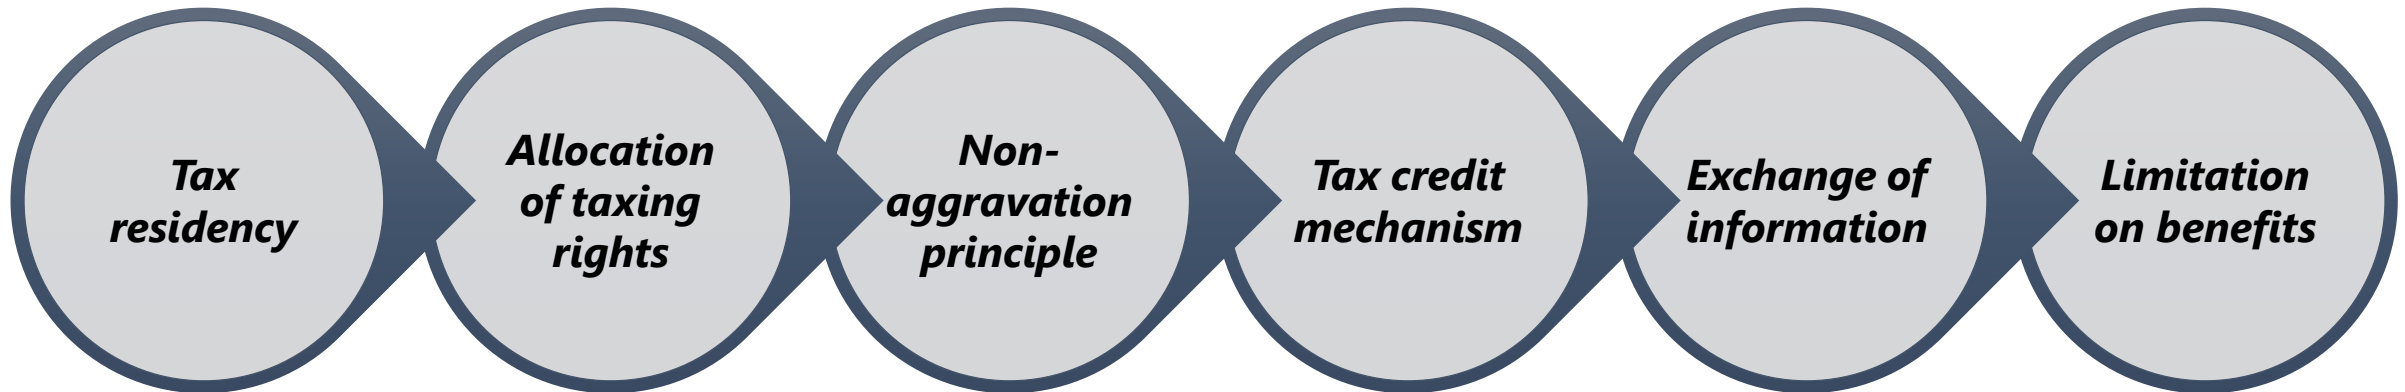 Tax
residency
Allocation
of taxing
rights
Non-
aggravation
principle
Tax credit
mechanism
Exchange of
information
Limitation
on benefits